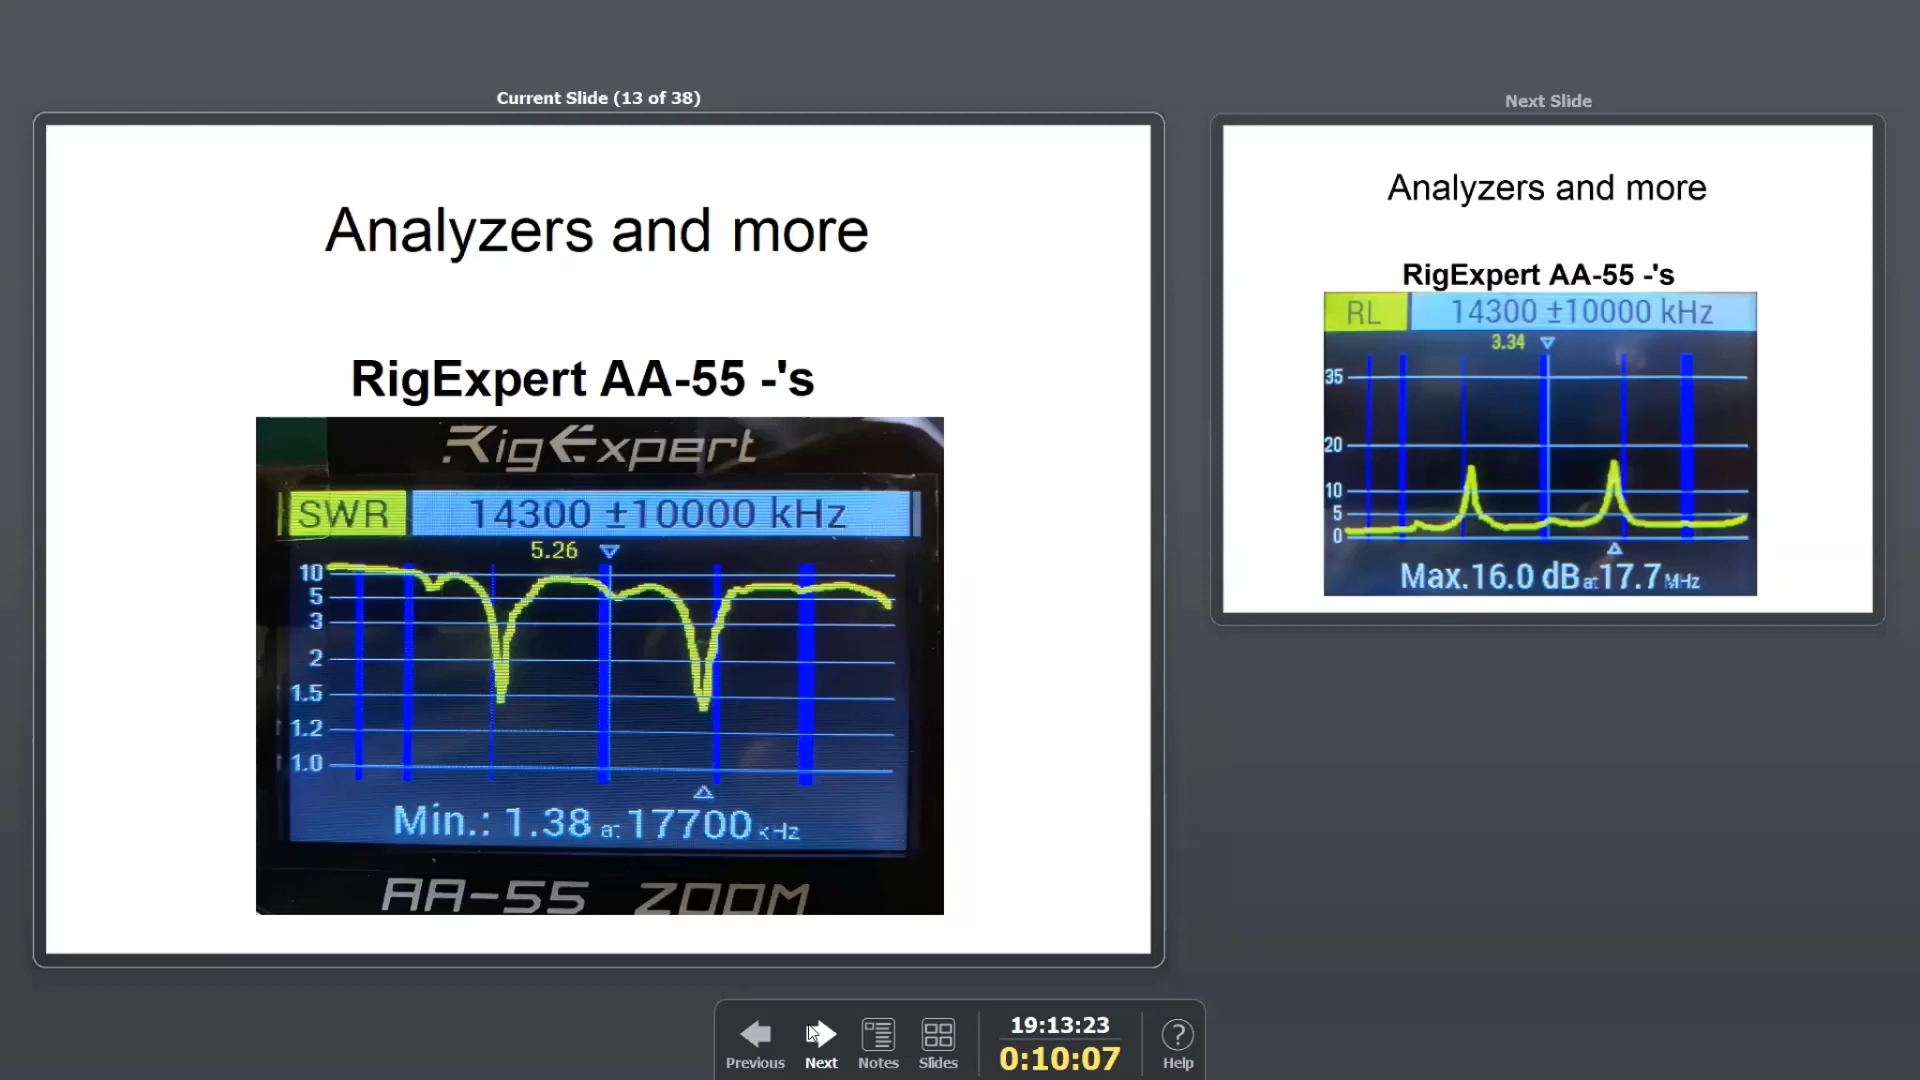 Current Slide (13 of 38)
Analyzers and more
RigExpert AA-55 -'s
RigExpert
SWR 14300 ±10000 kHz
5.26
10
5
3
2
1.5
1.2
1.0
Min.: 1.38 at 17700 kHz
AA-55 ZOOM
Next Slide
Analyzers and more
RigExpert AA-55 -'s
RL 14300 ±10000 kHz
3.34
35
20
10
5
0
Max.16.0 dB at 17.7 MHz
Previous
Next
Notes
Slides
19:13:23
0:10:07
?
Help